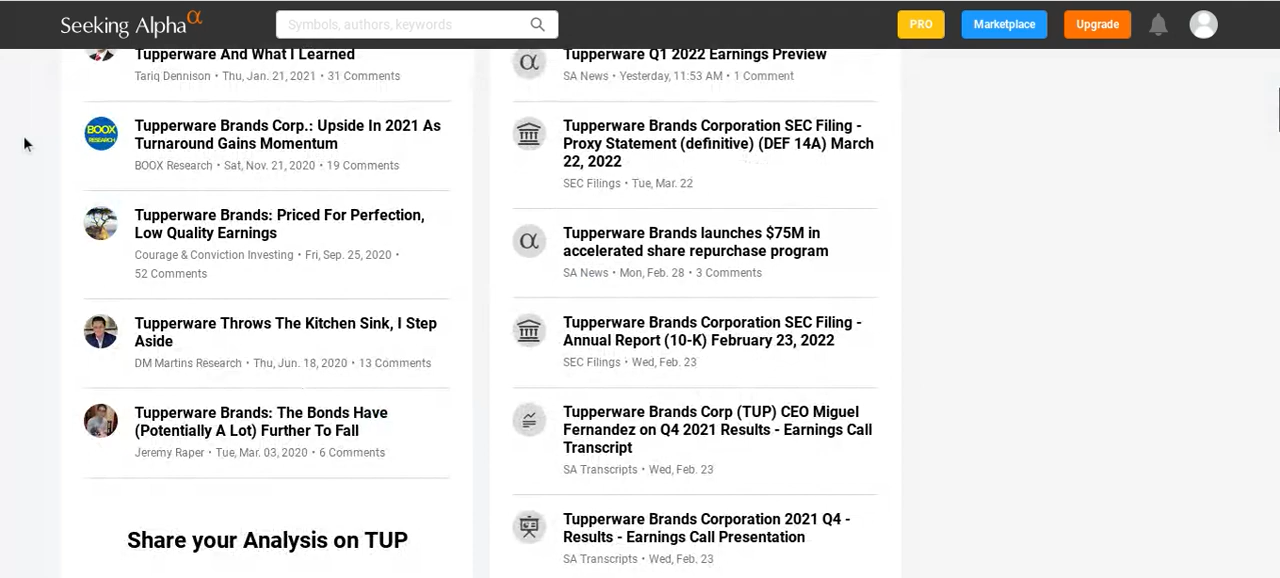 Seeking Alphaα
Symbols, authors, keywords
PRO
Marketplace
Upgrade
Tupperware And What I Learned
Tariq Dennison • Thu, Jan. 21, 2021 • 31 Comments
BOOX
RESEARCH
Tupperware Brands Corp.: Upside In 2021 As
Turnaround Gains Momentum
BOOX Research • Sat, Nov. 21, 2020 • 19 Comments
Tupperware Brands: Priced For Perfection,
Low Quality Earnings
Courage & Conviction Investing • Fri, Sep. 25, 2020 •
52 Comments
Tupperware Throws The Kitchen Sink, I Step
Aside
DM Martins Research • Thu, Jun. 18, 2020 • 13 Comments
Tupperware Brands: The Bonds Have
(Potentially A Lot) Further To Fall
Jeremy Raper • Tue, Mar. 03, 2020 • 6 Comments
Share your Analysis on TUP
α
Tupperware Q1 2022 Earnings Preview
SA News • Yesterday, 11:53 AM • 1 Comment
Tupperware Brands Corporation SEC Filing -
Proxy Statement (definitive) (DEF 14A) March
22, 2022
SEC Filings • Tue, Mar. 22
α
Tupperware Brands launches $75M in
accelerated share repurchase program
SA News • Mon, Feb. 28 • 3 Comments
Tupperware Brands Corporation SEC Filing -
Annual Report (10-K) February 23, 2022
SEC Filings • Wed, Feb. 23
Tupperware Brands Corp (TUP) CEO Miguel
Fernandez on Q4 2021 Results - Earnings Call
Transcript
SA Transcripts • Wed, Feb. 23
Tupperware Brands Corporation 2021 Q4 -
Results - Earnings Call Presentation
SA Transcripts • Wed, Feb. 23